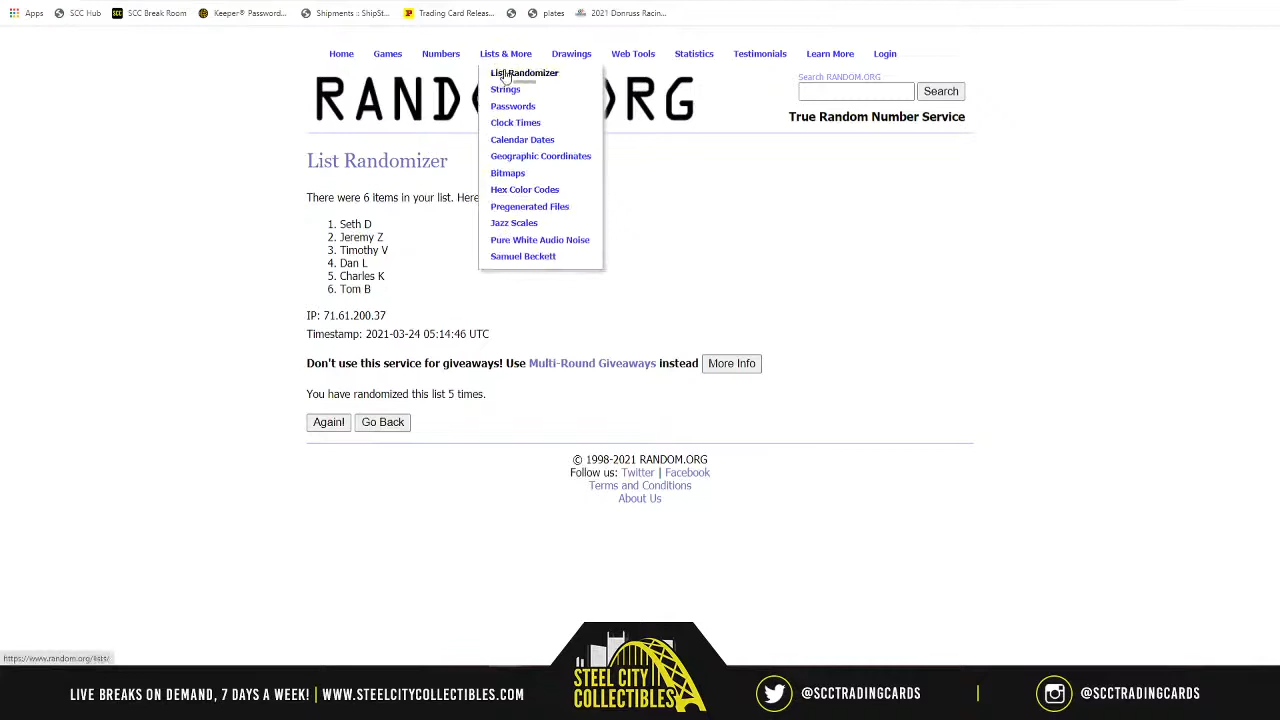 Apps SCC Hub SCC Break Room Keeper® Password... Shipments :: ShipSt... Trading Card Releas... plates 2021 Donruss Racin...
Home Games Numbers Lists & More Drawings Web Tools Statistics Testimonials Learn More Login
List Randomizer
Strings
Passwords
Clock Times
Calendar Dates
Geographic Coordinates
Bitmaps
Hex Color Codes
Pregenerated Files
Jazz Scales
Pure White Audio Noise
Samuel Beckett
Search RANDOM.ORG
Search
True Random Number Service
List Randomizer
There were 6 items in your list. Here
1. Seth D
2. Jeremy Z
3. Timothy V
4. Dan L
5. Charles K
6. Tom B
IP: 71.61.200.37
Timestamp: 2021-03-24 05:14:46 UTC
Don't use this service for giveaways! Use Multi-Round Giveaways instead More Info
You have randomized this list 5 times.
Again! Go Back
© 1998-2021 RANDOM.ORG
Follow us: Twitter | Facebook
Terms and Conditions
About Us
https://www.random.org/lists/
LIVE BREAKS ON DEMAND, 7 DAYS A WEEK! | WWW.STEELCITYCOLLECTIBLES.COM
STEEL CITY
COLLECTIBLES
@SCCTRADINGCARDS | @SCCTRADINGCARDS